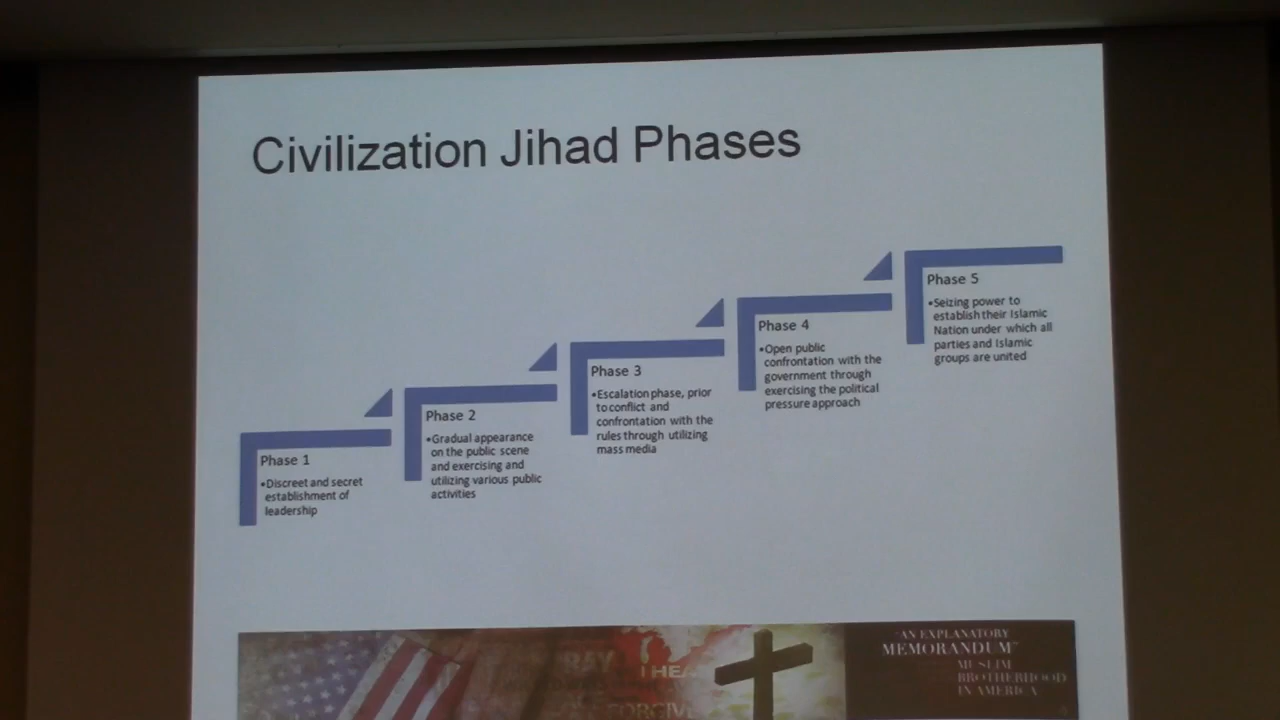 Civilization Jihad Phases
Phase 1
•Discreet and secret
establishment of
leadership
Phase 2
•Gradual appearance
on the public scene
and exercising and
utilizing various public
activities
Phase 3
•Escalation phase, prior
to conflict and
confrontation with the
rules through utilizing
mass media
Phase 4
•Open public
confrontation with the
government through
exercising the political
pressure approach
Phase 5
•Seizing power to
establish their Islamic
Nation under which all
parties and Islamic
groups are united
"AN EXPLANATORY
MEMORANDUM"
MUSLIM
BROTHERHOOD
IN AMERICA